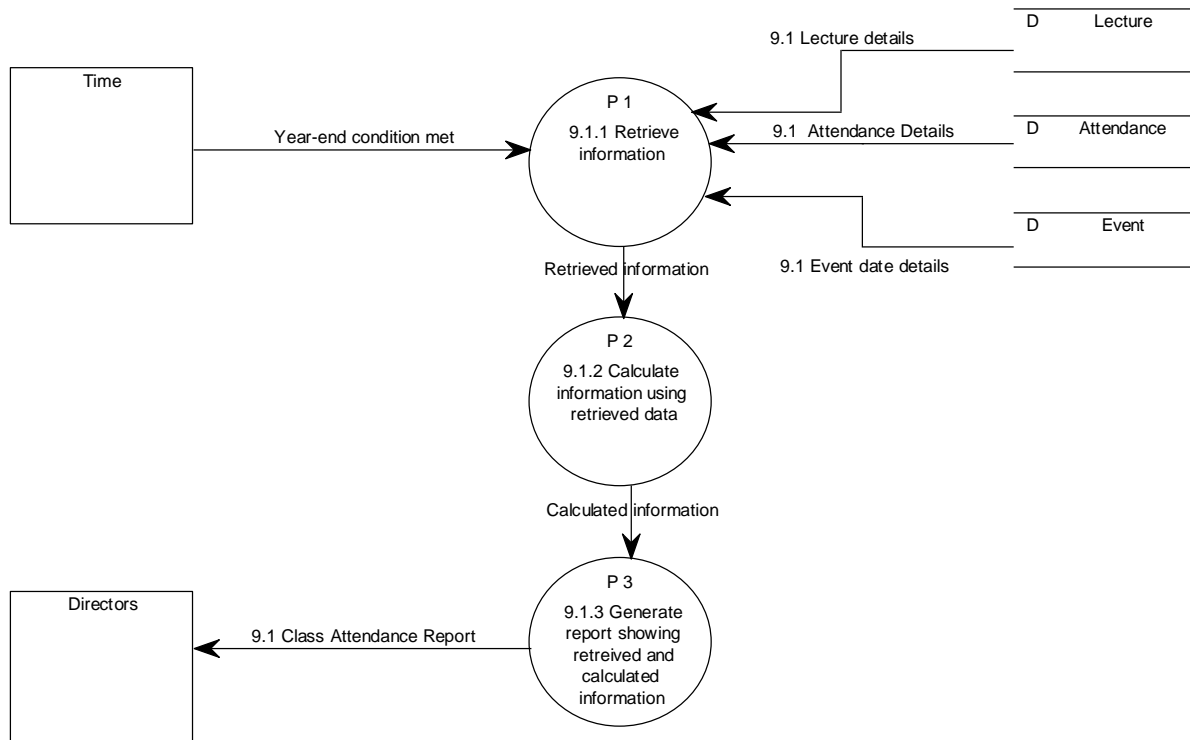 D Lecture
9.1 Lecture details
Time
P 1
9.1.1 Retrieve
information
Year-end condition met
9.1 Attendance Details
D Attendance
D Event
9.1 Event date details
Retrieved information
P 2
9.1.2 Calculate
information using
retrieved data
Calculated information
P 3
9.1.3 Generate
report showing
retreived and
calculated
information
Directors
9.1 Class Attendance Report